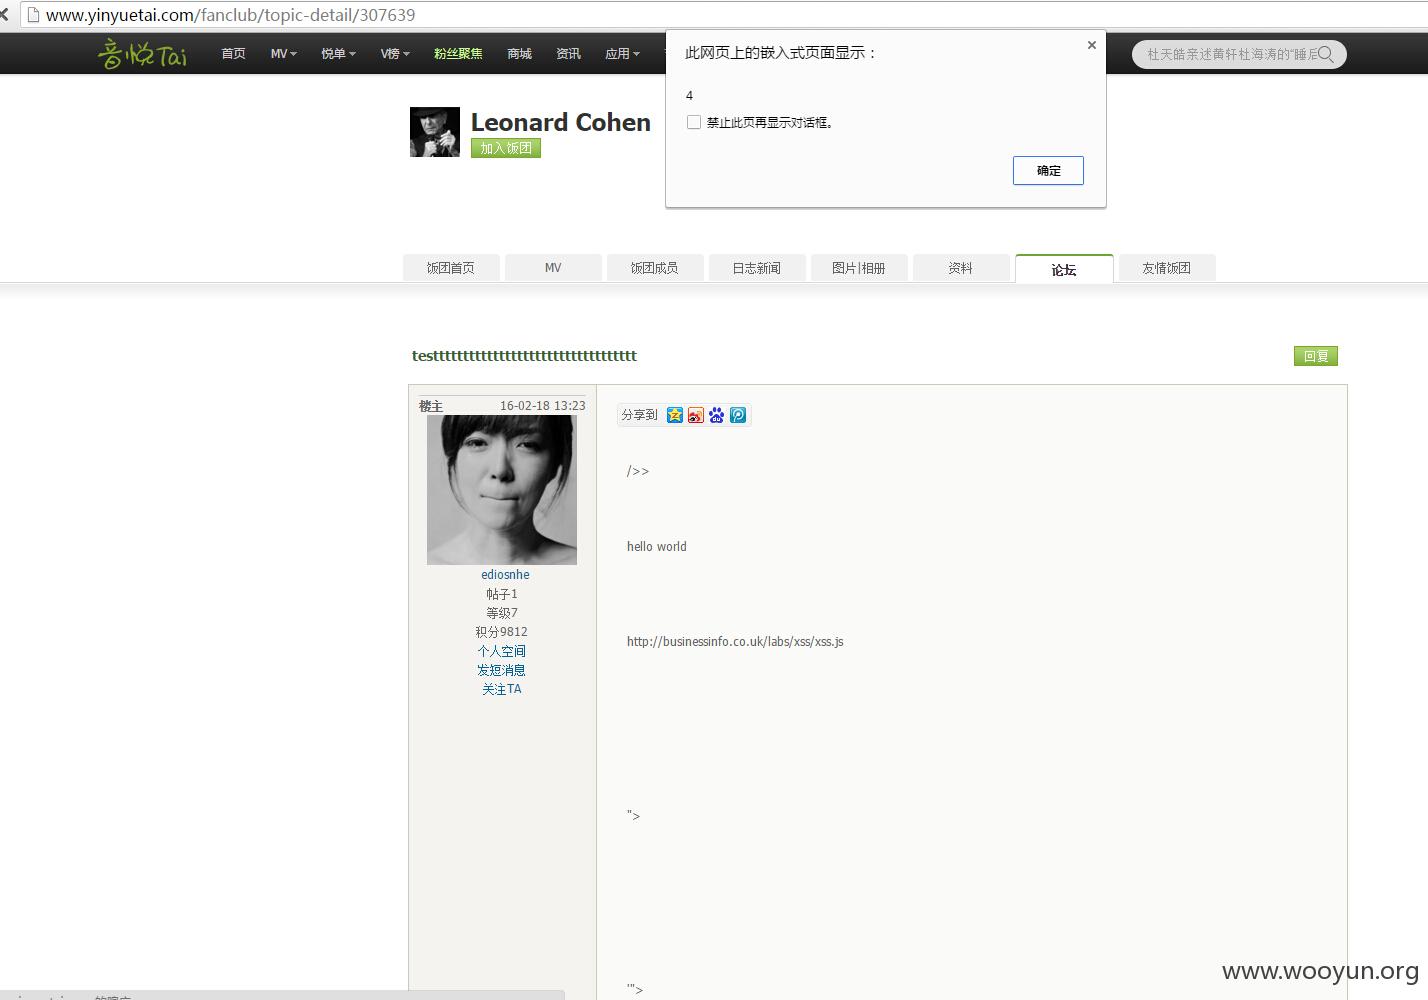 www.yinyuetai.com/fanclub/topic-detail/307639
音悦Tai
首页
MV
悦单
V榜
粉丝聚焦
商城
资讯
应用
杜天皓亲述黄轩杜海涛的"睡后
此网页上的嵌入式页面显示：
4
禁止此页再显示对话框。
确定
Leonard Cohen
加入饭团
饭团首页
MV
饭团成员
日志新闻
图片|相册
资料
论坛
友情饭团
testtttttttttttttttttttttttttttttttttt
回复
楼主
16-02-18 13:23
分享到
/>>
hello world
ediosnhe
帖子1
等级7
积分9812
个人空间
发短消息
关注TA
http://businessinfo.co.uk/labs/xss/xss.js
">
'">
www.wooyun.org